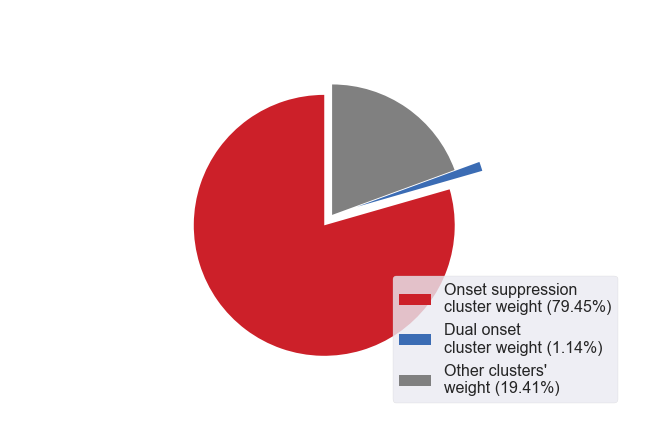 Onset suppression
cluster weight (79.45%)
Dual onset
cluster weight (1.14%)
Other clusters'
weight (19.41%)